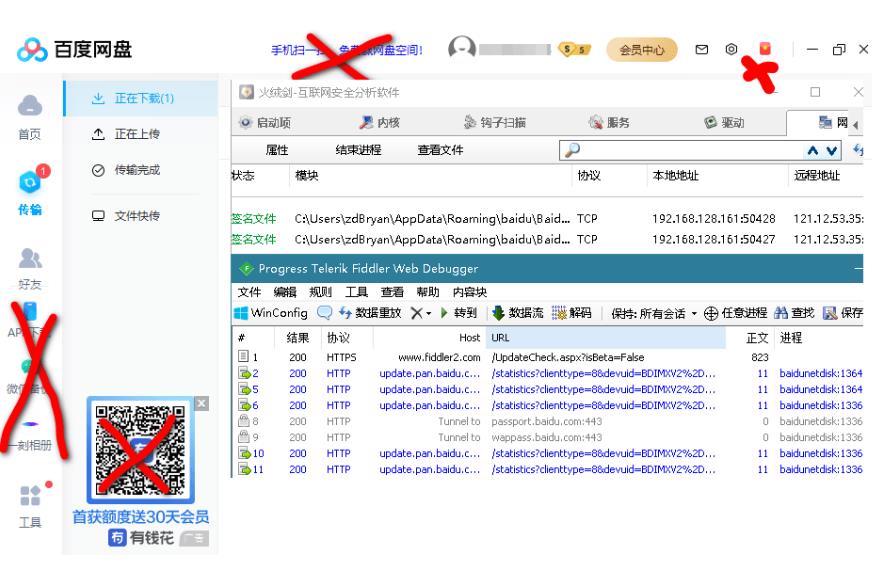 百度网盘
手机扫一扫 免费领网盘空间!
S 5
会员中心
首页
1
传输
好友
APP下载
微信备份
一刻相册
工具
正在下载(1)
正在上传
传输完成
文件快传
首获额度送30天会员
有钱花 广告
火绒剑-互联网安全分析软件
启动项 内核 钩子扫描 服务 驱动 网
属性 结束进程 查看文件
状态 模块 协议 本地地址 远程地址
签名文件 C:\Users\zdBryan\AppData\Roaming\baidu\Baid... TCP 192.168.128.161:50428 121.12.53.35:
签名文件 C:\Users\zdBryan\AppData\Roaming\baidu\Baid... TCP 192.168.128.161:50427 121.12.53.35:
Progress Telerik Fiddler Web Debugger
文件 编辑 规则 工具 查看 帮助 内容块
WinConfig 数据重放 转到 数据流 解码 保持: 所有会话 任意进程 查找 保存
# 结果 协议 Host URL 正文 进程
1 200 HTTPS www.fiddler2.com /UpdateCheck.aspx?isBeta=False 823
2 200 HTTP update.pan.baidu.c... /statistics?clienttype=8&devuid=BDIMXV2%2D... 11 baidunetdisk:1364
5 200 HTTP update.pan.baidu.c... /statistics?clienttype=8&devuid=BDIMXV2%2D... 11 baidunetdisk:1364
6 200 HTTP update.pan.baidu.c... /statistics?clienttype=8&devuid=BDIMXV2%2D... 11 baidunetdisk:1336
8 200 HTTP Tunnel to passport.baidu.com:443 0 baidunetdisk:1336
9 200 HTTP Tunnel to wappass.baidu.com:443 0 baidunetdisk:1336
10 200 HTTP update.pan.baidu.c... /statistics?clienttype=8&devuid=BDIMXV2%2D... 11 baidunetdisk:1336
11 200 HTTP update.pan.baidu.c... /statistics?clienttype=8&devuid=BDIMXV2%2D... 11 baidunetdisk:1336